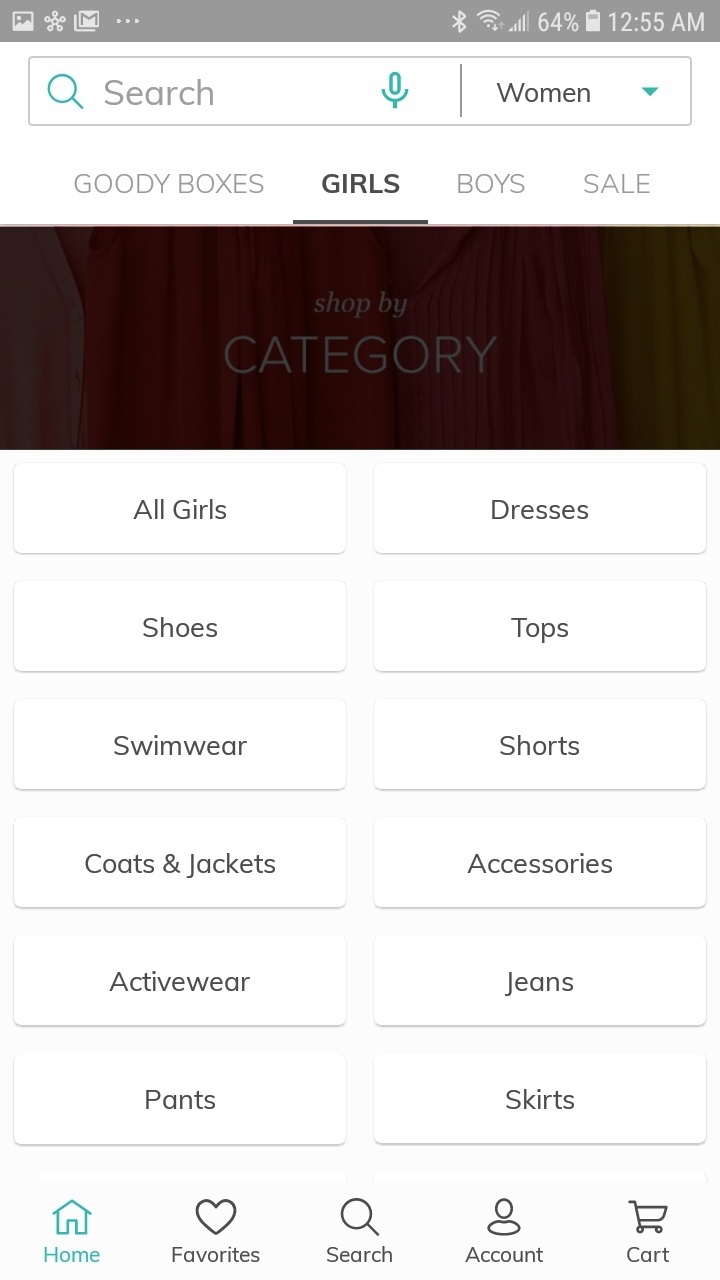 64% 12:55 AM
Search Women
GOODY BOXES GIRLS BOYS SALE
shop by
CATEGORY
All Girls Dresses
Shoes Tops
Swimwear Shorts
Coats & Jackets Accessories
Activewear Jeans
Pants Skirts
Home Favorites Search Account Cart